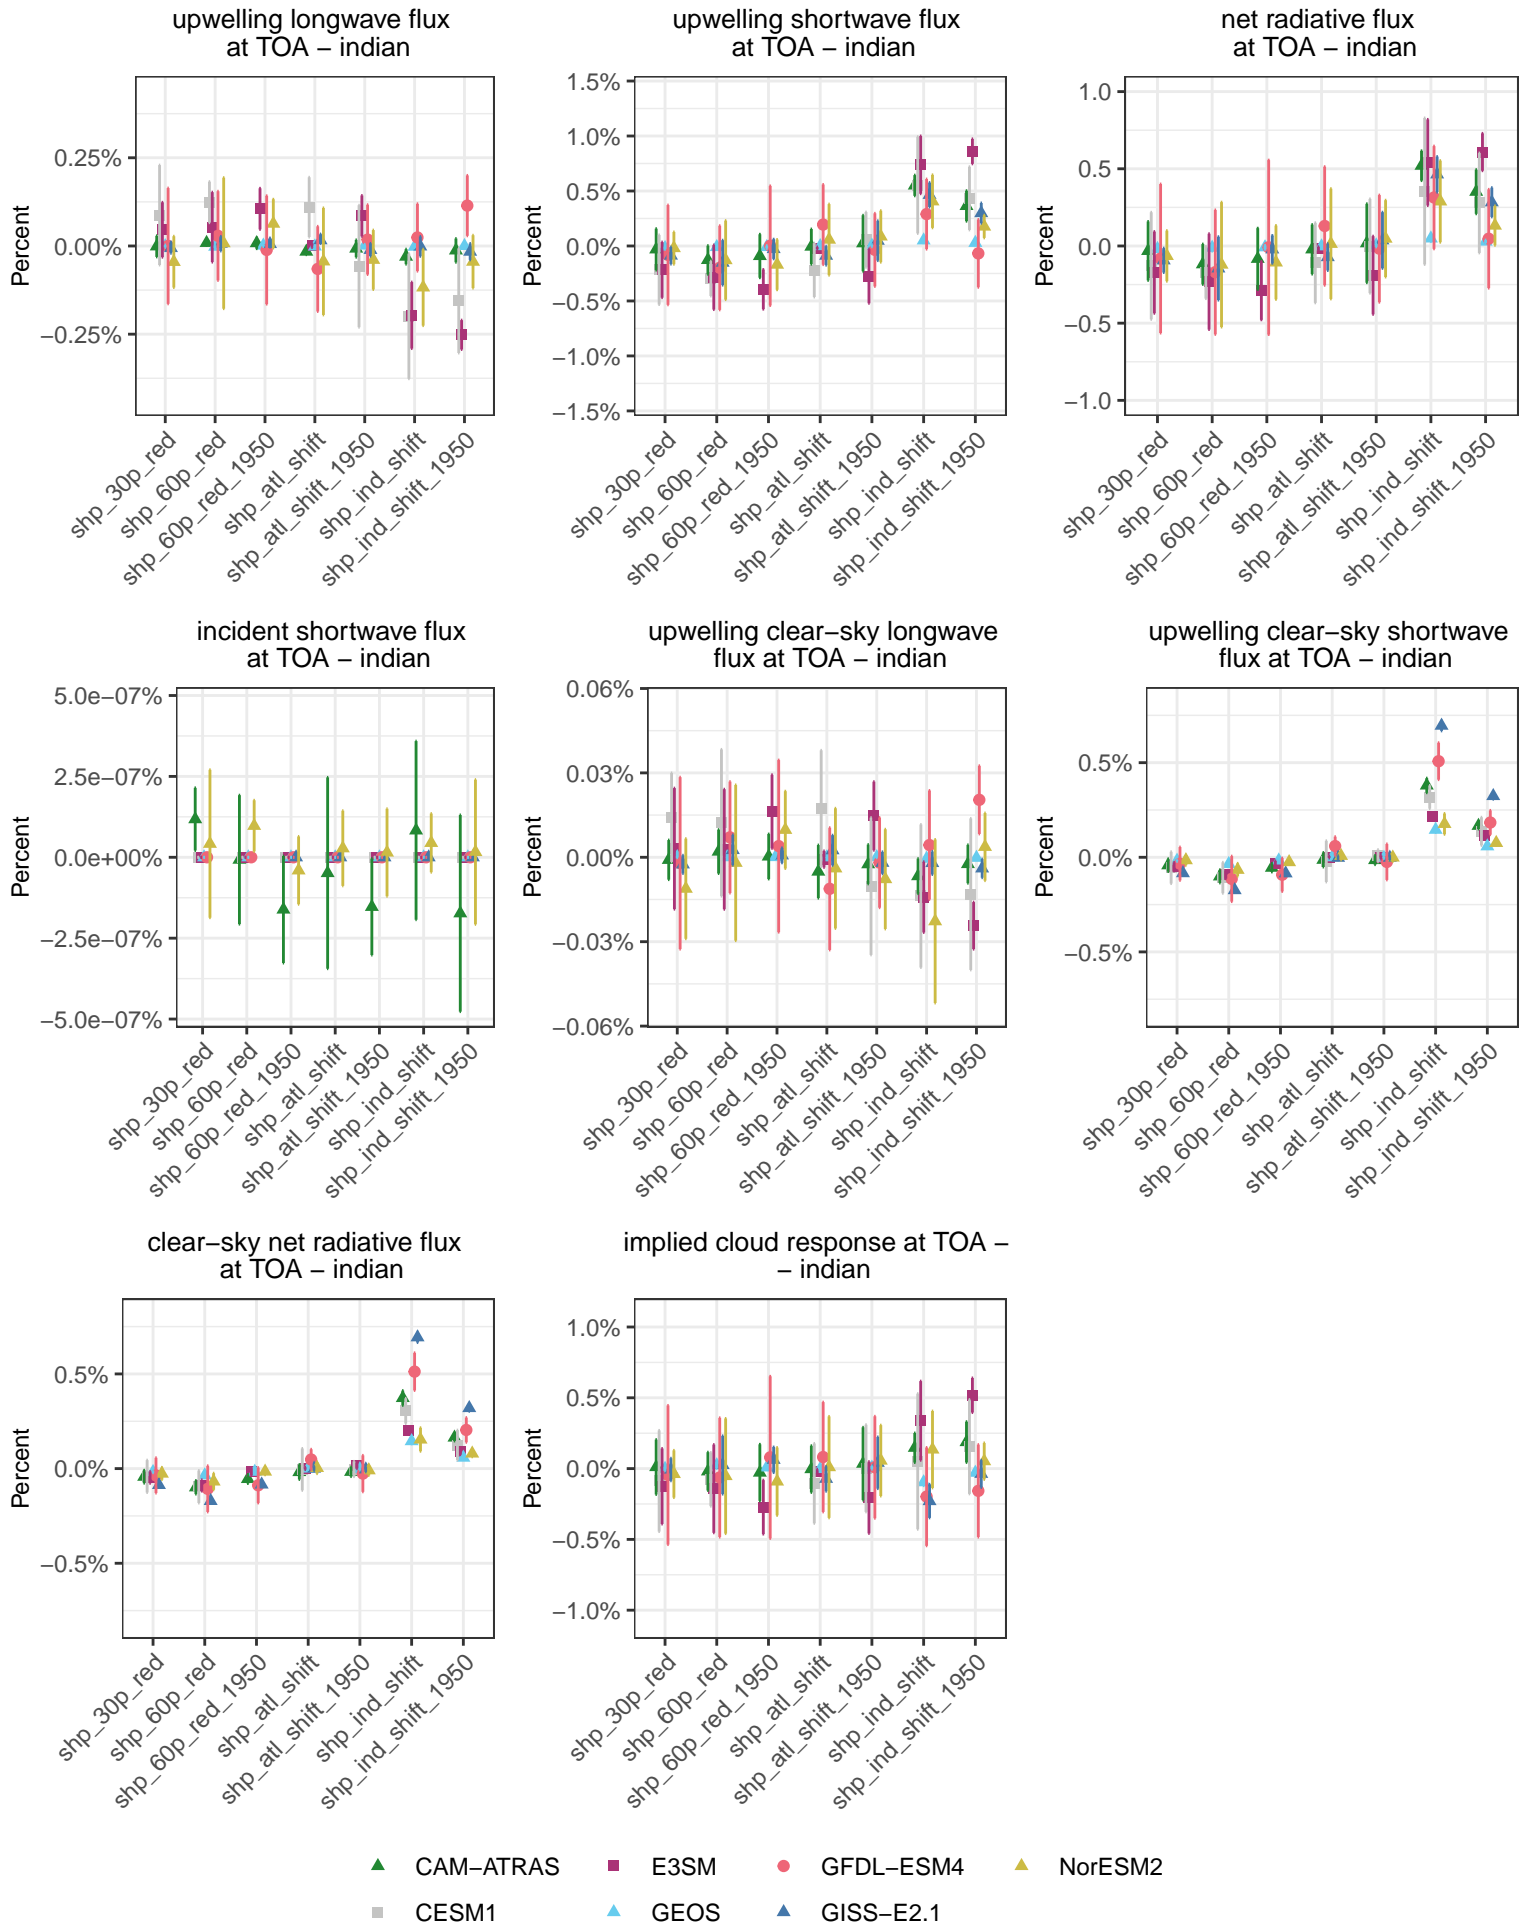 upwelling longwave flux
at TOA − indian
Percent
0.25%
0.00%
−0.25%
shp_30p_red
shp_60p_red
shp_60p_red_1950
shp_atl_shift
shp_atl_shift_1950
shp_ind_shift
shp_ind_shift_1950
upwelling shortwave flux
at TOA − indian
Percent
1.5%
1.0%
0.5%
0.0%
−0.5%
−1.0%
−1.5%
shp_30p_red
shp_60p_red
shp_60p_red_1950
shp_atl_shift
shp_atl_shift_1950
shp_ind_shift
shp_ind_shift_1950
net radiative flux
at TOA − indian
Percent
1.0
0.5
0.0
−0.5
−1.0
shp_30p_red
shp_60p_red
shp_60p_red_1950
shp_atl_shift
shp_atl_shift_1950
shp_ind_shift
shp_ind_shift_1950
incident shortwave flux
at TOA − indian
Percent
5.0e−07%
2.5e−07%
0.0e+00%
−2.5e−07%
−5.0e−07%
shp_30p_red
shp_60p_red
shp_60p_red_1950
shp_atl_shift
shp_atl_shift_1950
shp_ind_shift
shp_ind_shift_1950
upwelling clear−sky longwave
flux at TOA − indian
Percent
0.06%
0.03%
0.00%
−0.03%
−0.06%
shp_30p_red
shp_60p_red
shp_60p_red_1950
shp_atl_shift
shp_atl_shift_1950
shp_ind_shift
shp_ind_shift_1950
upwelling clear−sky shortwave
flux at TOA − indian
Percent
0.5%
0.0%
−0.5%
shp_30p_red
shp_60p_red
shp_60p_red_1950
shp_atl_shift
shp_atl_shift_1950
shp_ind_shift
shp_ind_shift_1950
clear−sky net radiative flux
at TOA − indian
Percent
0.5%
0.0%
−0.5%
shp_30p_red
shp_60p_red
shp_60p_red_1950
shp_atl_shift
shp_atl_shift_1950
shp_ind_shift
shp_ind_shift_1950
implied cloud response at TOA −
− indian
Percent
1.0%
0.5%
0.0%
−0.5%
−1.0%
shp_30p_red
shp_60p_red
shp_60p_red_1950
shp_atl_shift
shp_atl_shift_1950
shp_ind_shift
shp_ind_shift_1950
CAM−ATRAS E3SM GFDL−ESM4 NorESM2
CESM1 GEOS GISS−E2.1